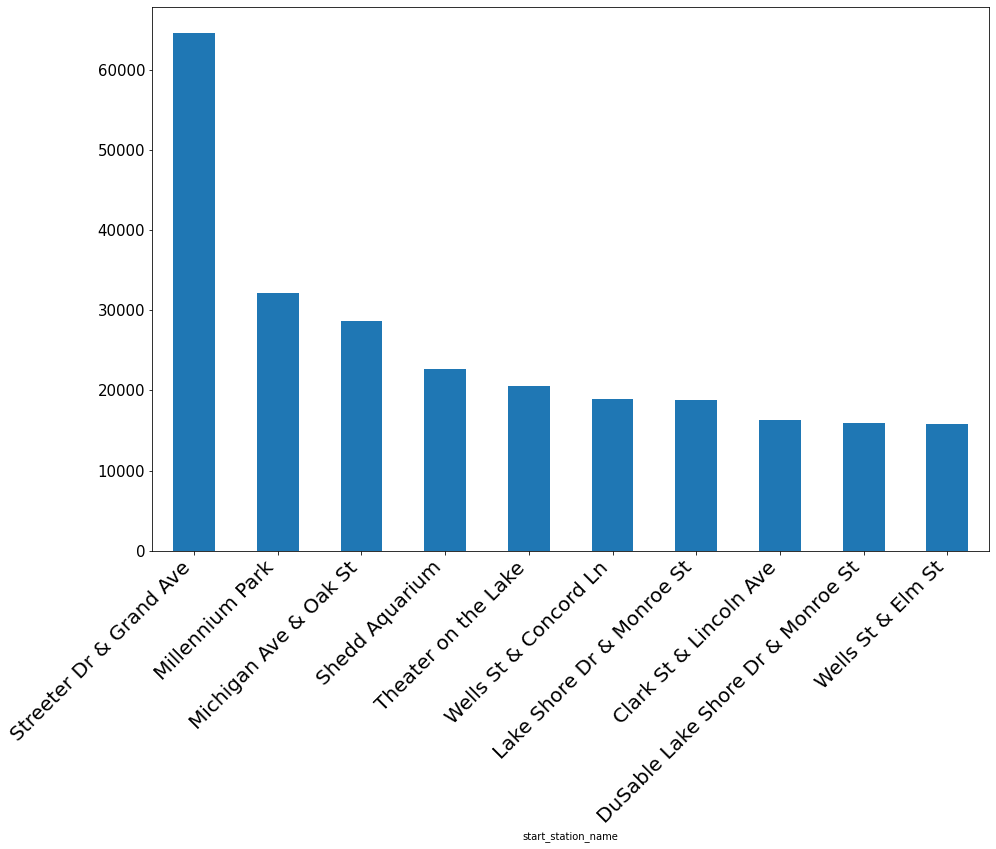 60000
50000
40000
30000
20000
10000
0
Streeter Dr & Grand Ave
Millennium Park
Michigan Ave & Oak St
Shedd Aquarium
Theater on the Lake
Wells St & Concord Ln
Lake Shore Dr & Monroe St
Clark St & Lincoln Ave
DuSable Lake Shore Dr & Monroe St
Wells St & Elm St
start_station_name